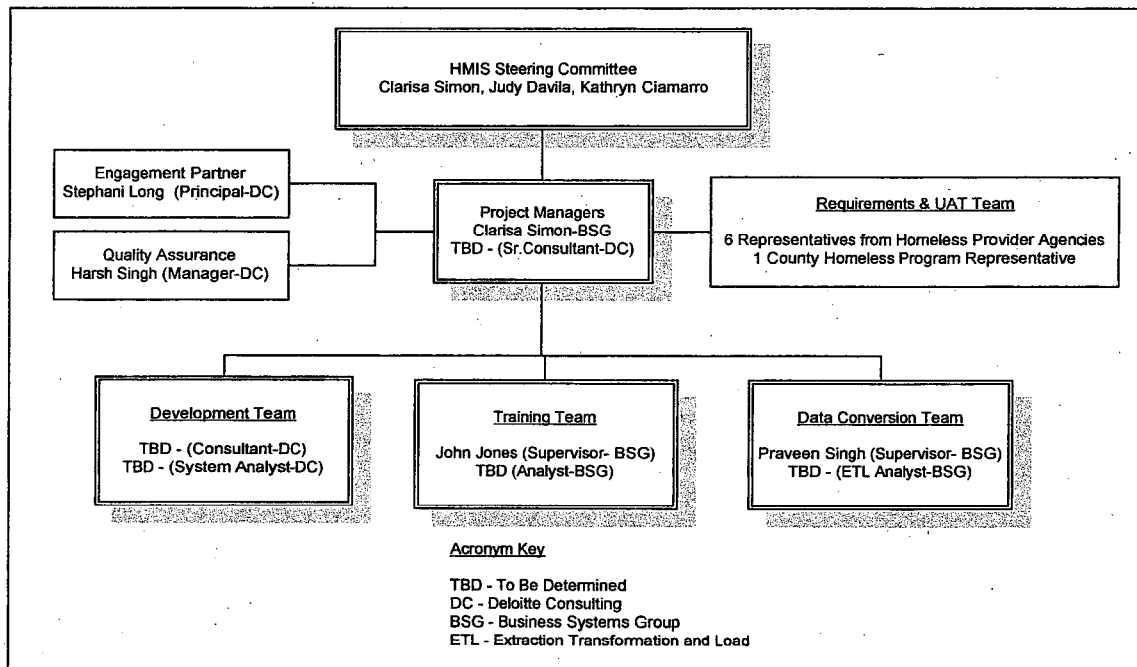 HMIS Steering Committee
Clarisa Simon, Judy Davila, Kathryn Ciamarro
Engagement Partner
Stephani Long (Principal-DC)
Quality Assurance
Harsh Singh (Manager-DC)
Project Managers
Clarisa Simon-BSG
TBD - (Sr.Consultant-DC)
Requirements & UAT Team
6 Representatives from Homeless Provider Agencies
1 County Homeless Program Representative
Development Team
TBD - (Consultant-DC)
TBD - (System Analyst-DC)
Training Team
John Jones (Supervisor- BSG)
TBD (Analyst-BSG)
Data Conversion Team
Praveen Singh (Supervisor- BSG)
TBD - (ETL Analyst-BSG)
Acronym Key
TBD - To Be Determined
DC - Deloitte Consulting
BSG - Business Systems Group
ETL - Extraction Transformation and Load